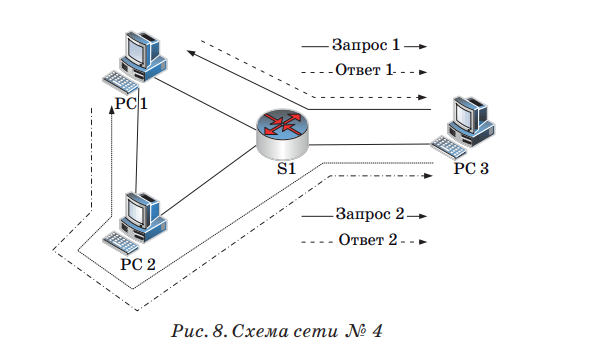 Запрос 1
Ответ 1
PC 1
S1
PC 3
Запрос 2
Ответ 2
PC 2
Рис. 8. Схема сети № 4